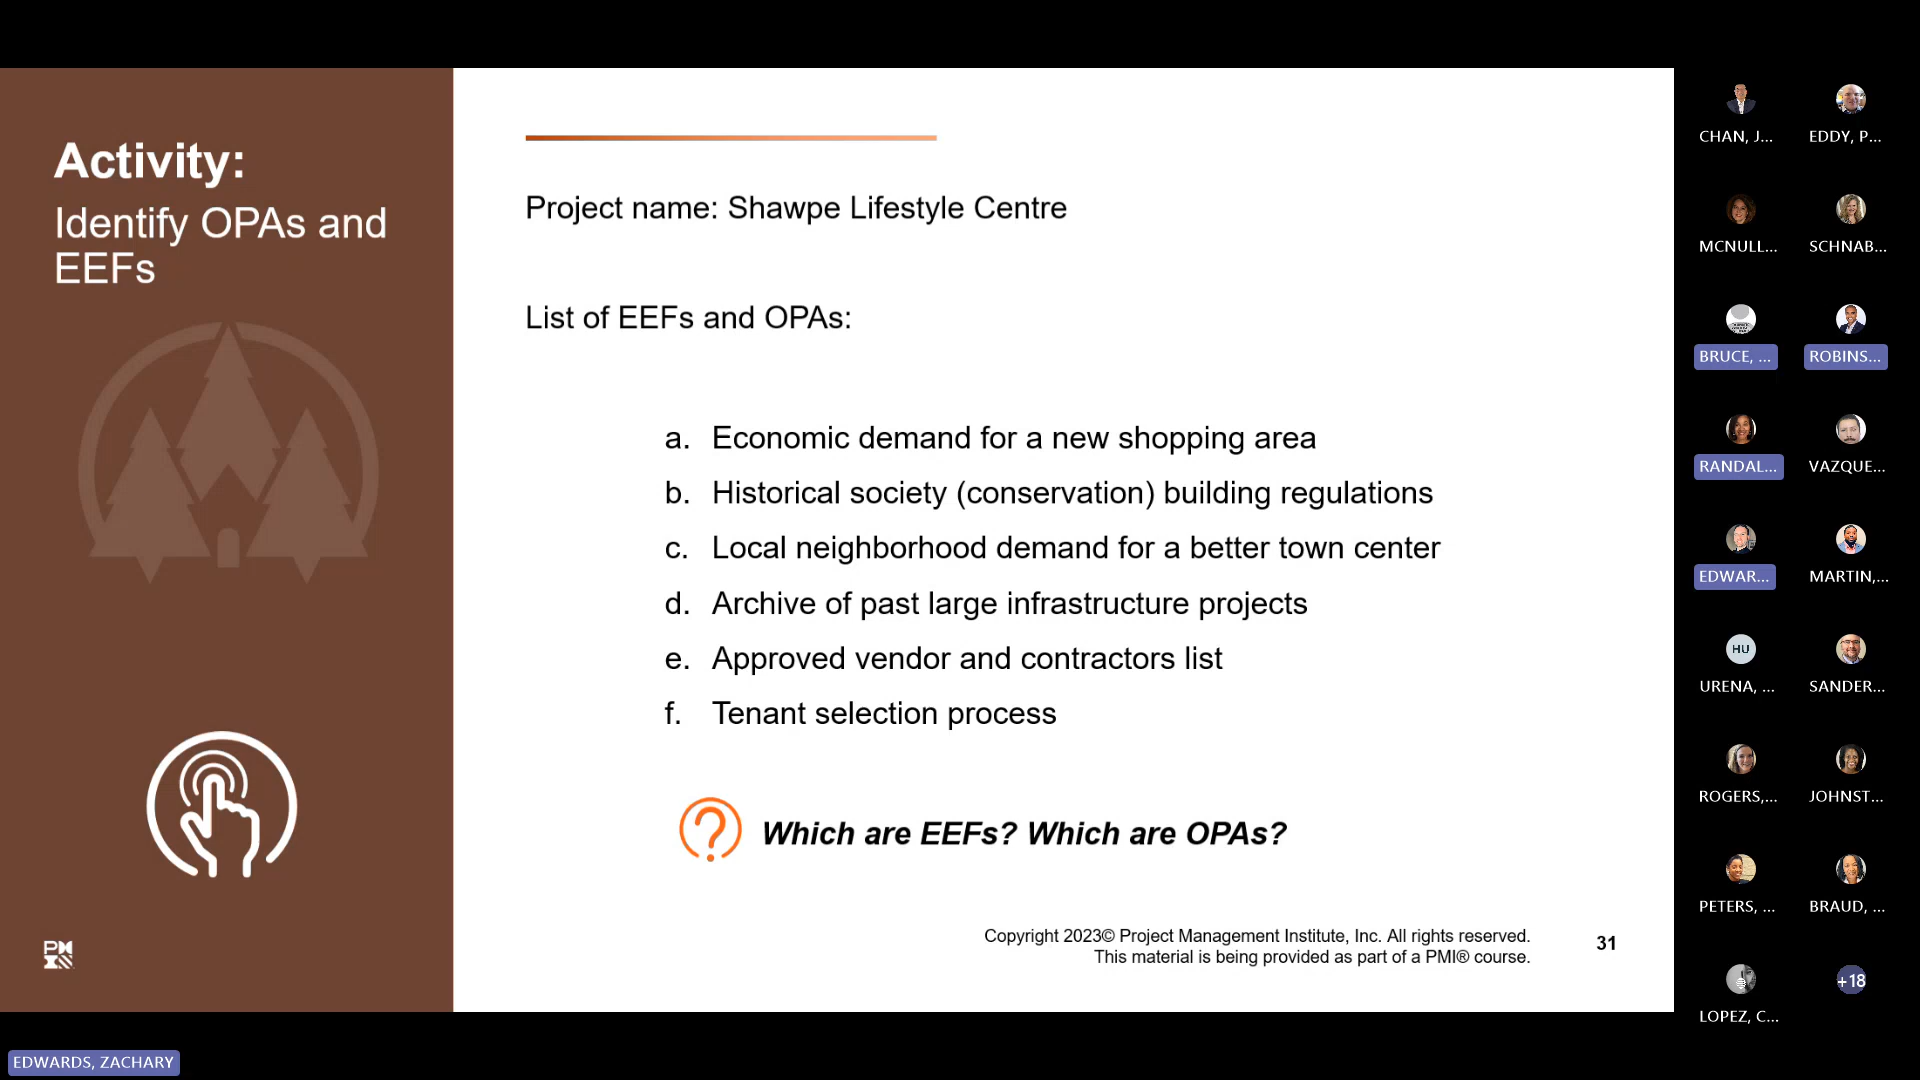 Activity:
Identify OPAs and
EEFs
Project name: Shawpe Lifestyle Centre
List of EEFs and OPAs:
a. Economic demand for a new shopping area
b. Historical society (conservation) building regulations
c. Local neighborhood demand for a better town center
d. Archive of past large infrastructure projects
e. Approved vendor and contractors list
f. Tenant selection process
Which are EEFs? Which are OPAs?
Copyright 2023© Project Management Institute, Inc. All rights reserved.
This material is being provided as part of a PMI® course.
31
EDWARDS, ZACHARY
CHAN, J...
EDDY, P...
MCNULL...
SCHNAB...
BRUCE, ...
ROBINS...
RANDAL...
VAZQUE...
EDWAR...
MARTIN,...
HU
URENA, ...
SANDER...
ROGERS,...
JOHNST...
PETERS, ...
BRAUD, ...
LOPEZ, C...
+18